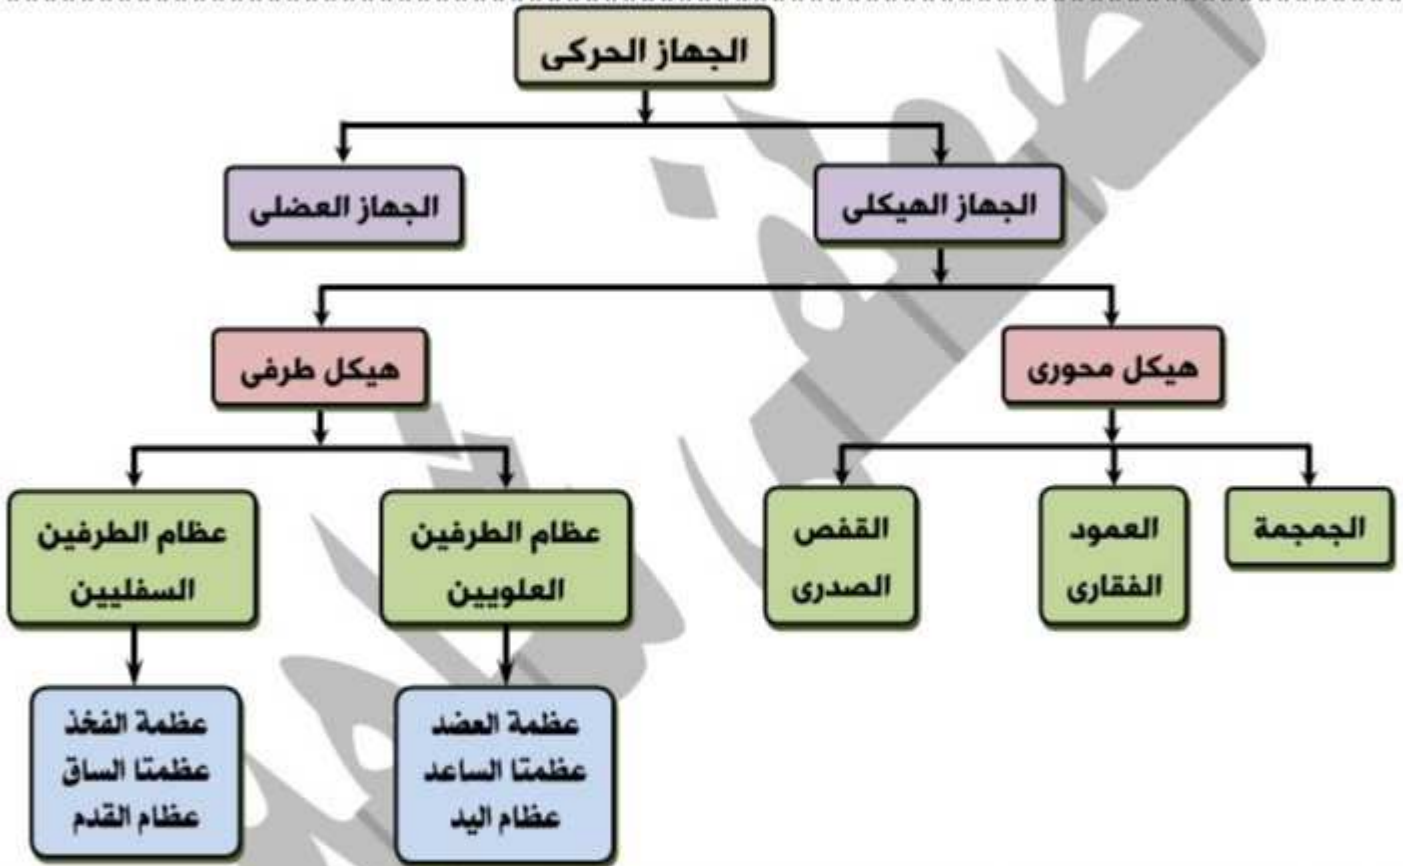 الجهاز الحركى
الجهاز الهيكلى
الجهاز العضلى
هيكل محورى
هيكل طرفى
الجمجمة
العمود
الفقارى
القفص
الصدرى
عظام الطرفين
العلويين
عظام الطرفين
السفليين
عظمة العضد
عظمتا الساعد
عظام اليد
عظمة الفخذ
عظمتا الساق
عظام القدم